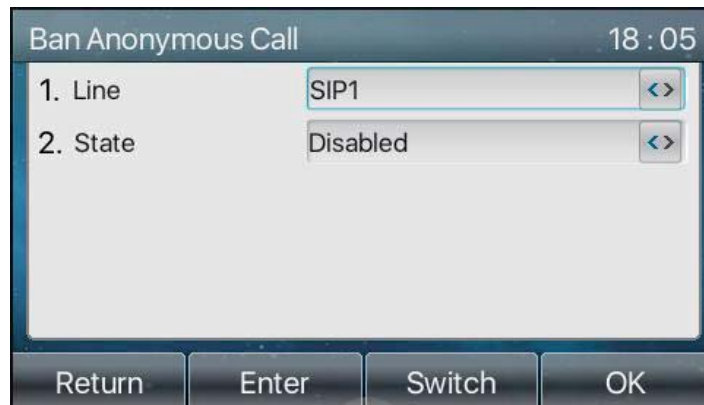 Ban Anonymous Call 18:05
1. Line SIP1 <>
2. State Disabled <>
Return Enter Switch OK